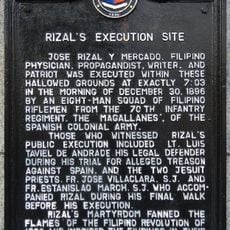 RIZAL'S EXECUTION SITE
JOSE RIZAL Y MERCADO, FILIPINO
PHYSICIAN, PROPAGANDIST, WRITER, AND
PATRIOT WAS EXECUTED WITHIN THESE
HALLOWED GROUNDS AT EXACTLY 7:03
IN THE MORNING OF DECEMBER 30, 1896
BY AN EIGHT-MAN SQUAD OF FILIPINO
RIFLEMEN FROM THE 70TH INFANTRY
REGIMENT, THE 'MAGALLANES', OF THE
SPANISH COLONIAL ARMY.
THOSE WHO WITNESSED RIZAL'S
PUBLIC EXECUTION INCLUDED LT. LUIS
TAVIEL DE ANDRADE HIS LEGAL DEFENDER
DURING HIS TRIAL FOR ALLEGED TREASON
AGAINST SPAIN, AND THE TWO JESUIT
PRIESTS, FR. JOSE VILLACLARA, S.J. AND
FR. ESTANISLAO MARCH, S.J. WHO ACCOM-
PANIED RIZAL DURING HIS FINAL WALK
BEFORE HIS EXECUTION.
RIZAL'S MARTYRDOM FANNED THE
FLAMES OF THE FILIPINO REVOLUTION OF